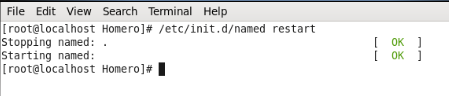 File Edit View Search Terminal Help
[root@localhost Homero]# /etc/init.d/named restart
Stopping named: . [ OK ]
Starting named: [ OK ]
[root@localhost Homero]#